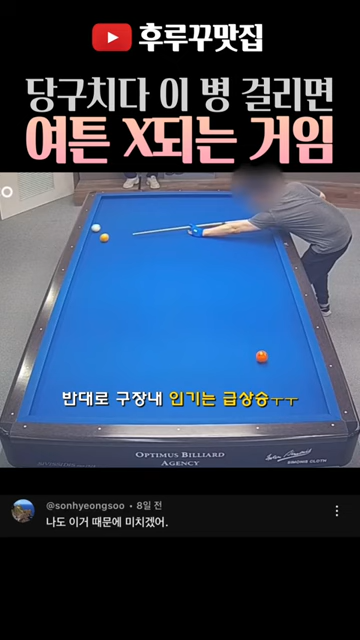 후루꾸맛집
당구치다 이 병 걸리면
여튼 X되는 거임
반대로 구장내 인기는 급상승ㅜㅜ
OPTIMUS BILLIARD
AGENCY
SIMONIS CLOTH
@sonhyeongsoo • 8일 전
나도 이거 때문에 미치겠어.